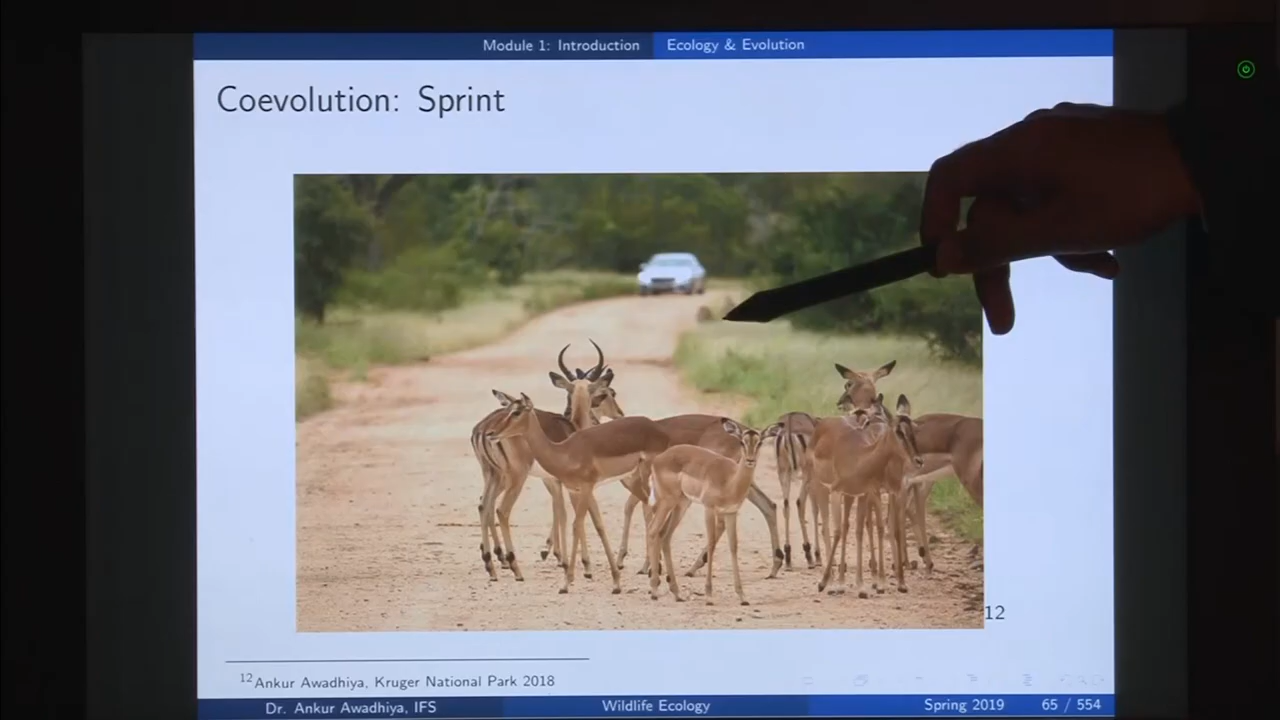 Module 1: Introduction Ecology & Evolution
Coevolution: Sprint
12
12Ankur Awadhiya, Kruger National Park 2018
Dr. Ankur Awadhiya, IFS Wildlife Ecology Spring 2019 65 / 554